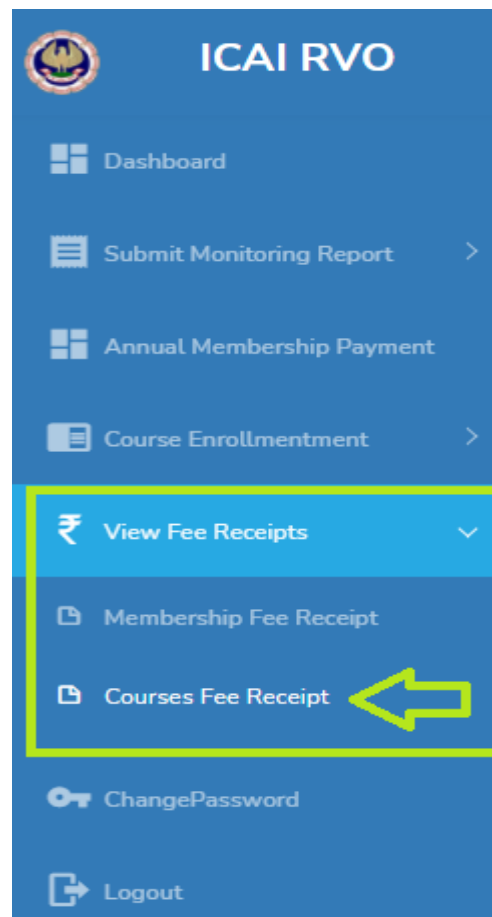 ICAI RVO
Dashboard
Submit Monitoring Report
Annual Membership Payment
Course Enrollmentment
₹ View Fee Receipts
Membership Fee Receipt
Courses Fee Receipt
ChangePassword
Logout